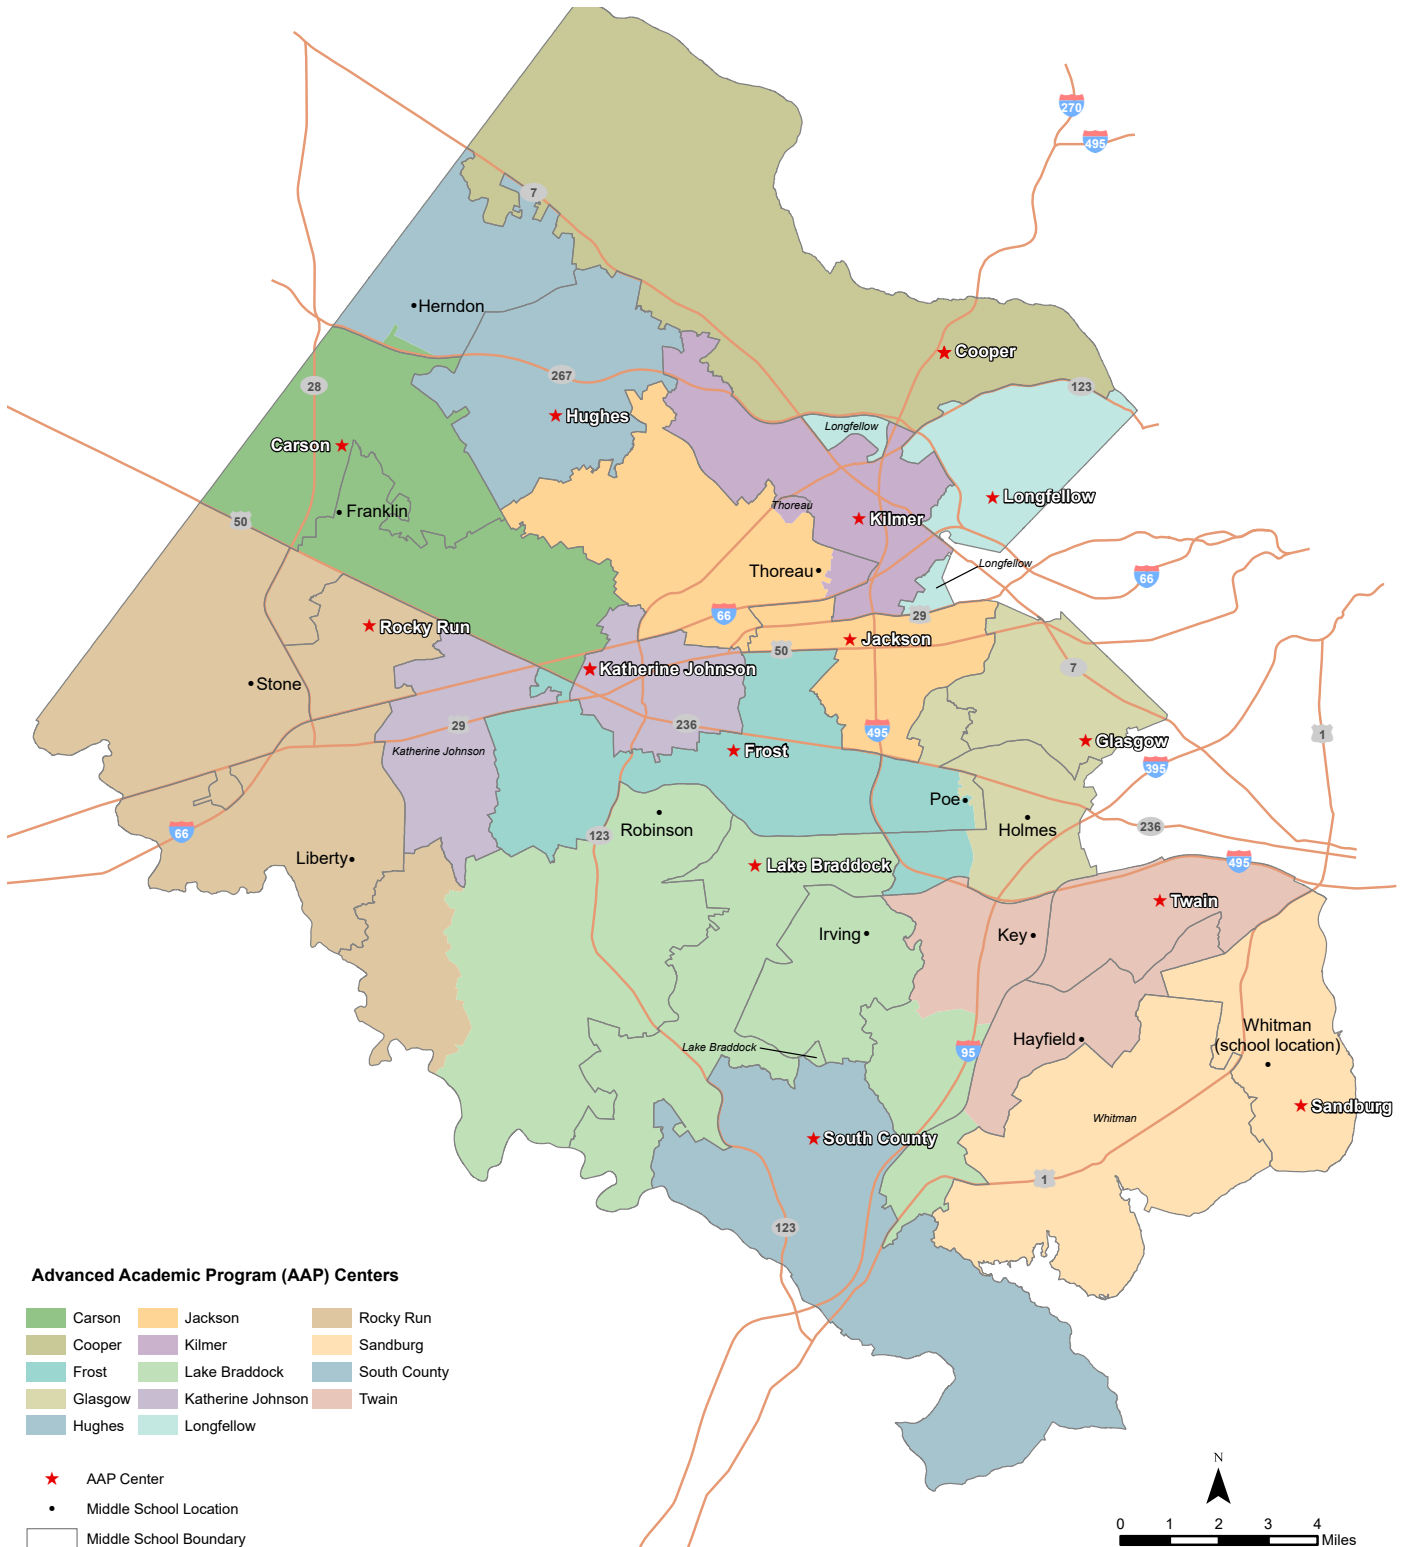 270
495
7
Herndon
Cooper
267
28
123
Hughes
Longfellow
Carson
Longfellow
Thoreau
Franklin
Kilmer
50
Thoreau
Longfellow
66
66
29
Rocky Run
Jackson
50
Katherine Johnson
7
Stone
29
236
495
1
Katherine Johnson
Frost
Glasgow
395
Poe
66
Robinson
Holmes
123
236
Liberty
Lake Braddock
495
Twain
Irving
Key
Whitman
(school location)
Hayfield
Lake Braddock
95
Sandburg
Whitman
South County
1
123
Advanced Academic Program (AAP) Centers
Carson
Jackson
Rocky Run
Cooper
Kilmer
Sandburg
Frost
Lake Braddock
South County
Glasgow
Katherine Johnson
Twain
Hughes
Longfellow
AAP Center
Middle School Location
Middle School Boundary
N
0 1 2 3 4
Miles